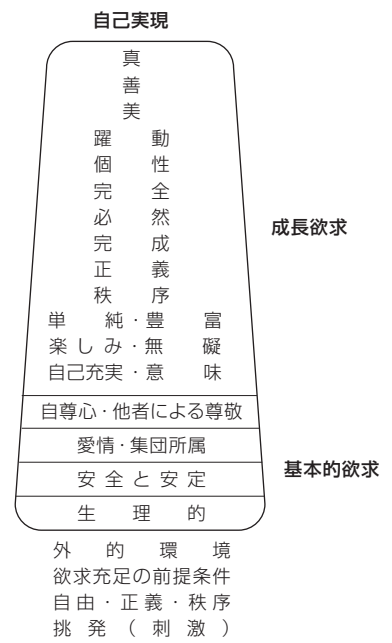 自己実現
真
善
美
躍動
個性
完全
必然
完成
正義
秩序
単純・豊富
楽しみ・無礙
自己充実・意味
成長欲求
自尊心・他者による尊敬
愛情・集団所属
安全と安定
生理的
基本的欲求
外的環境
欲求充足の前提条件
自由・正義・秩序
挑発(刺激)